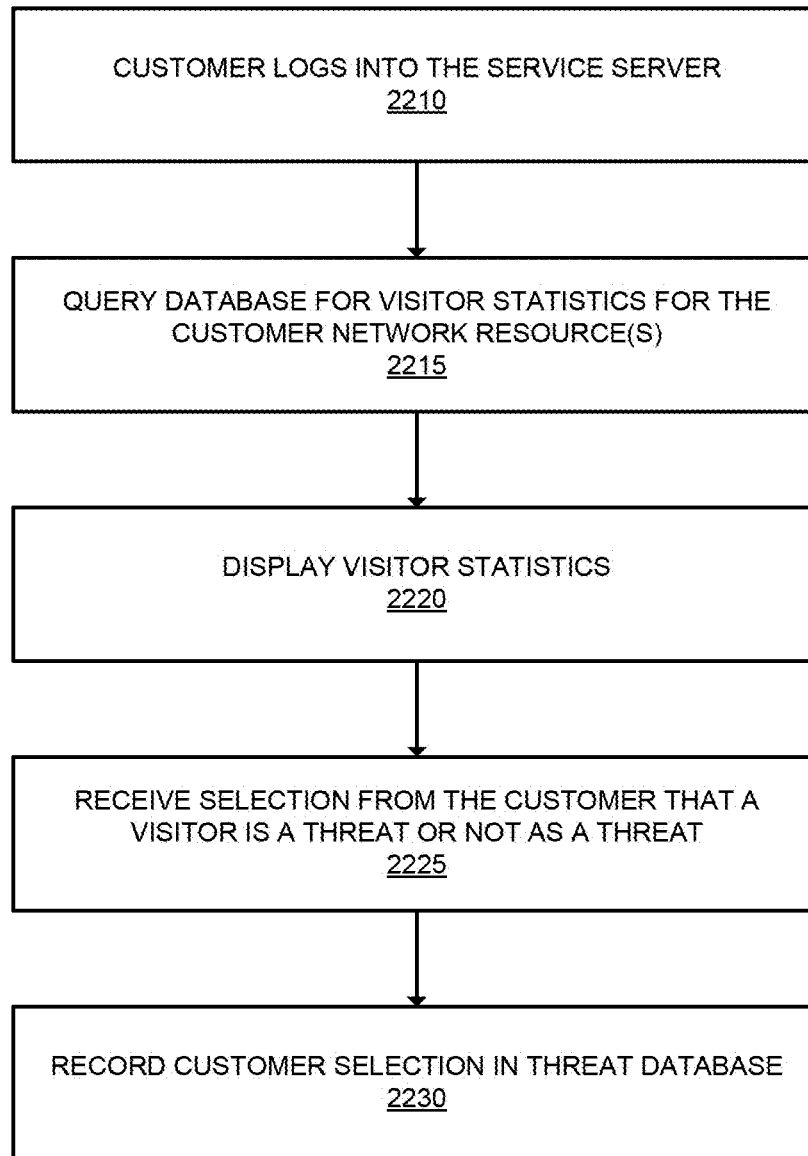 CUSTOMER LOGS INTO THE SERVICE SERVER
2210
QUERY DATABASE FOR VISITOR STATISTICS FOR THE
CUSTOMER NETWORK RESOURCE(S)
2215
DISPLAY VISITOR STATISTICS
2220
RECEIVE SELECTION FROM THE CUSTOMER THAT A
VISITOR IS A THREAT OR NOT AS A THREAT
2225
RECORD CUSTOMER SELECTION IN THREAT DATABASE
2230